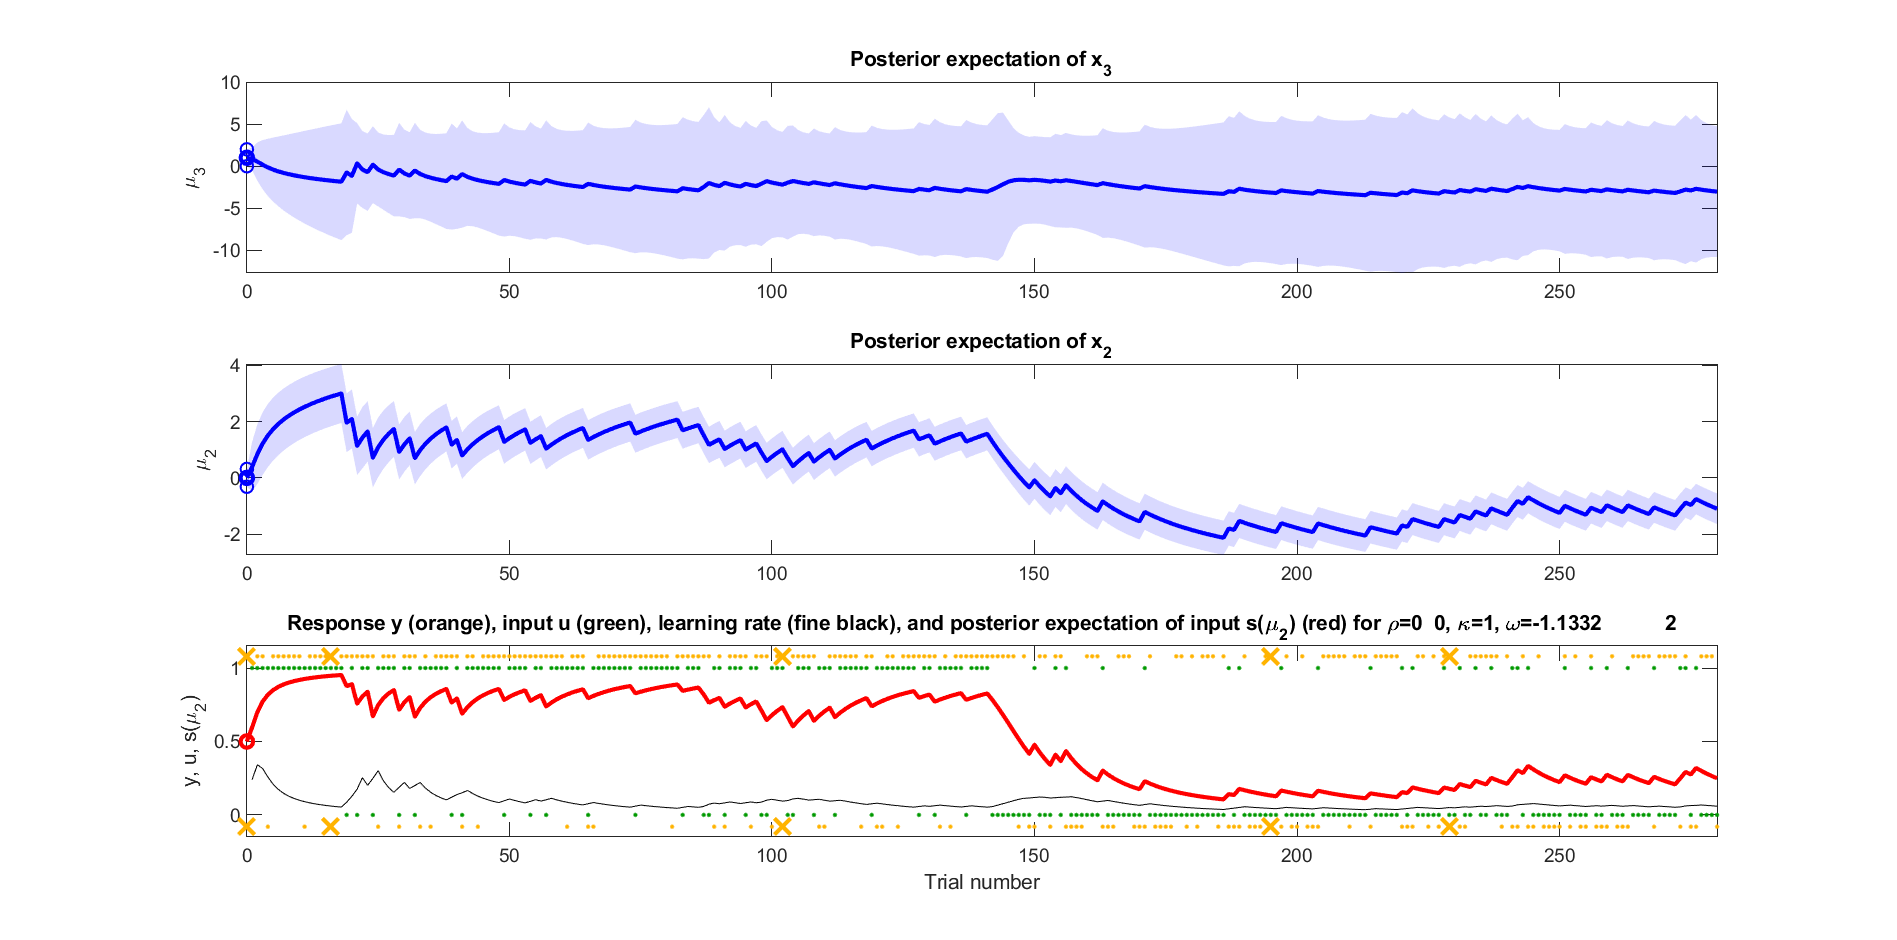 Posterior expectation of x3
10
5
0
-5
-10
μ3
0 50 100 150 200 250
Posterior expectation of x2
4
2
0
-2
μ2
0 50 100 150 200 250
Response y (orange), input u (green), learning rate (fine black), and posterior expectation of input s(μ2) (red) for ρ=0 0, κ=1, ω=-1.1332 2
1
0.5
0
y, u, s(μ2)
0 50 100 150 200 250
Trial number